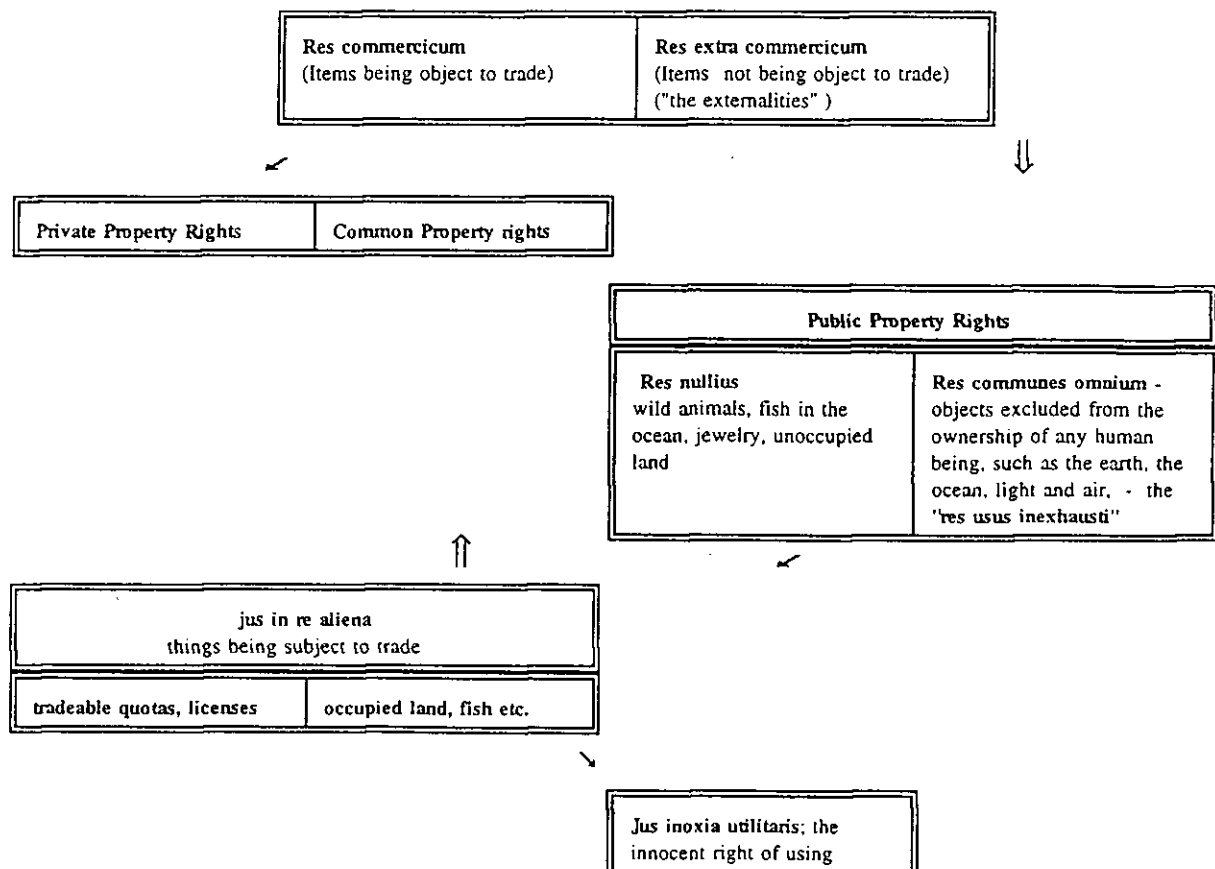 Res commercicum
(Items being object to trade)
Res extra commercicum
(Items not being object to trade)
("the externalities" )
Private Property Rights
Common Property rights
Public Property Rights
Res nullius
wild animals, fish in the
ocean, jewelry, unoccupied
land
Res communes omnium -
objects excluded from the
ownership of any human
being, such as the earth, the
ocean, light and air, - the
"res usus inexhausti"
jus in re aliena
things being subject to trade
tradeable quotas, licenses
occupied land, fish etc.
Jus inoxia utilitaris; the
innocent right of using